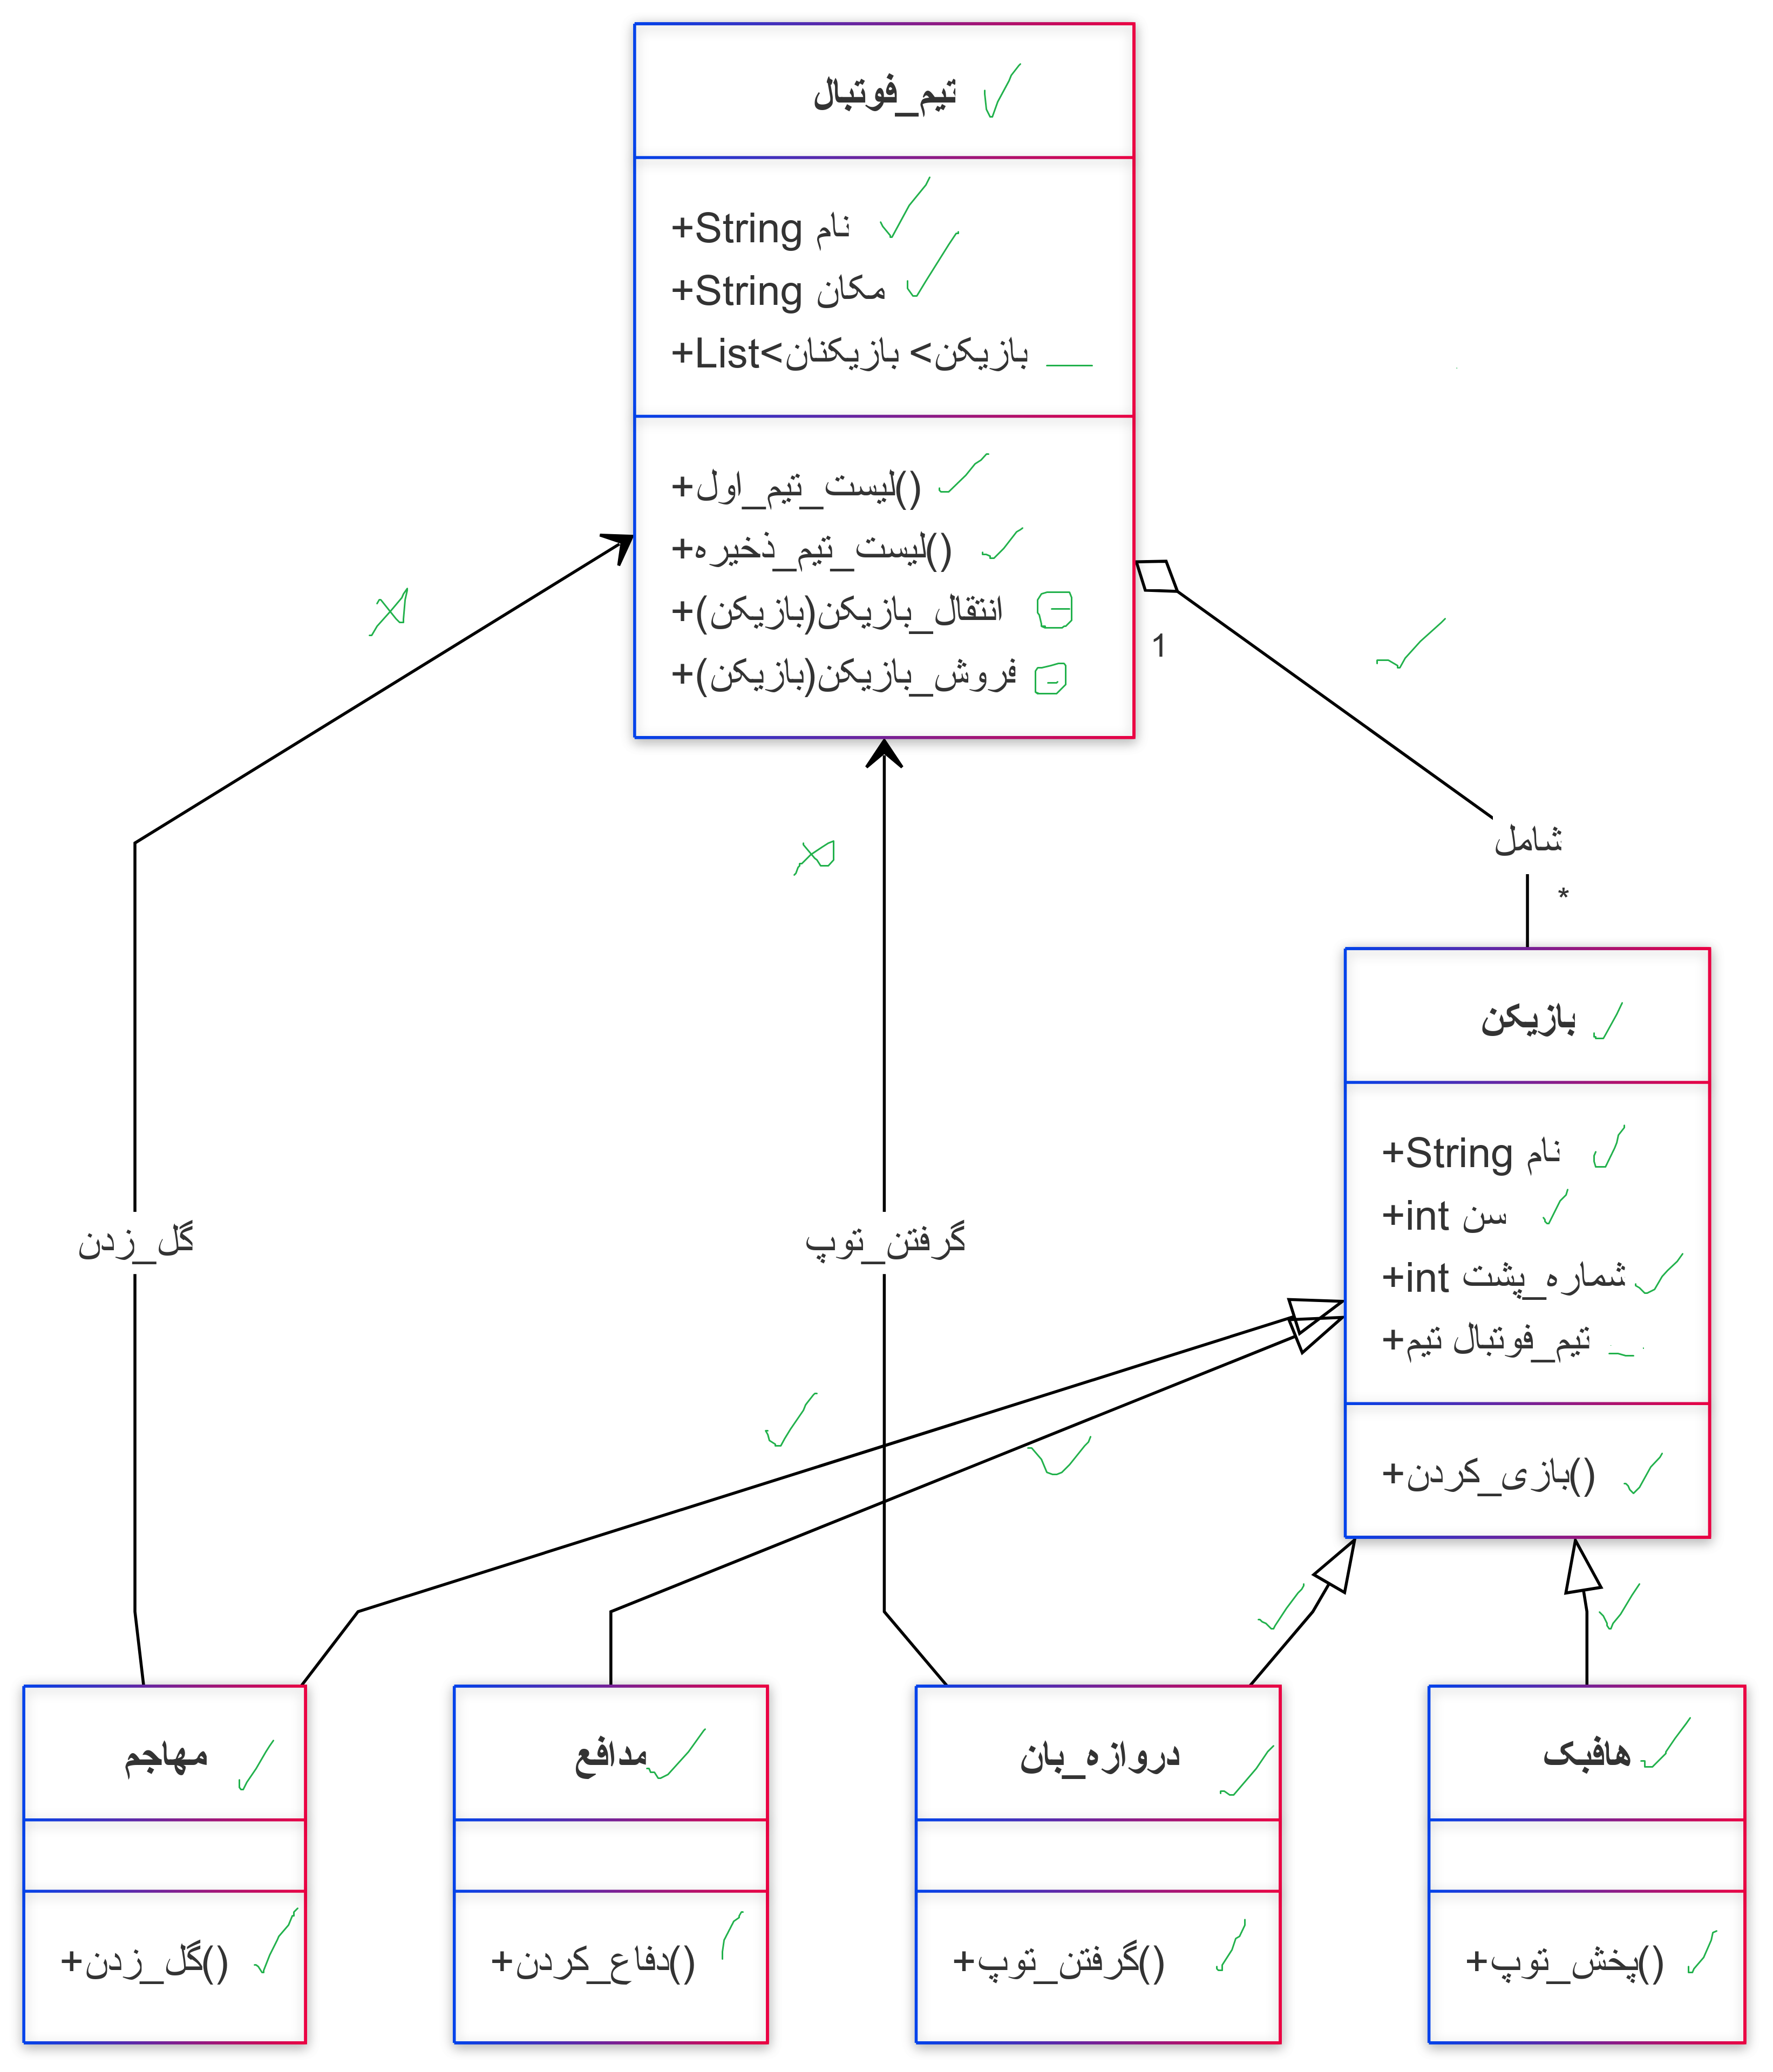 تیم_فوتبال
+String نام
+String مکان
+List<بازیکن> بازیکنان
+لیست_تیم_اول()
+لیست_تیم_ذخیره()
+انتقال_بازیکن(بازیکن)
+فروش_بازیکن(بازیکن)
1
شامل
*
بازیکن
+String نام
+int سن
+int شماره_پشت
+تیم_فوتبال تیم
+بازی_کردن()
گل_زدن
گرفتن_توپ
مهاجم
+گل_زدن()
مدافع
+دفاع_کردن()
دروازه_بان
+گرفتن_توپ()
هافبک
+پخش_توپ()